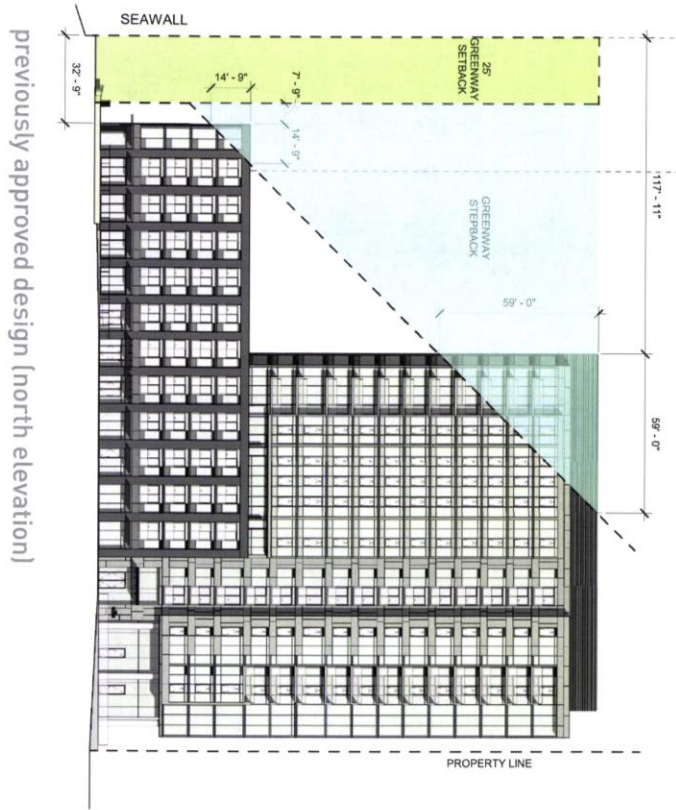 SEAWALL
32' - 9"
14' - 9"
7' - 9"
14' - 9"
25'
GREENWAY
SETBACK
117' - 11"
GREENWAY
STEPBACK
59' - 0"
59' - 0"
PROPERTY LINE
previously approved design (north elevation)